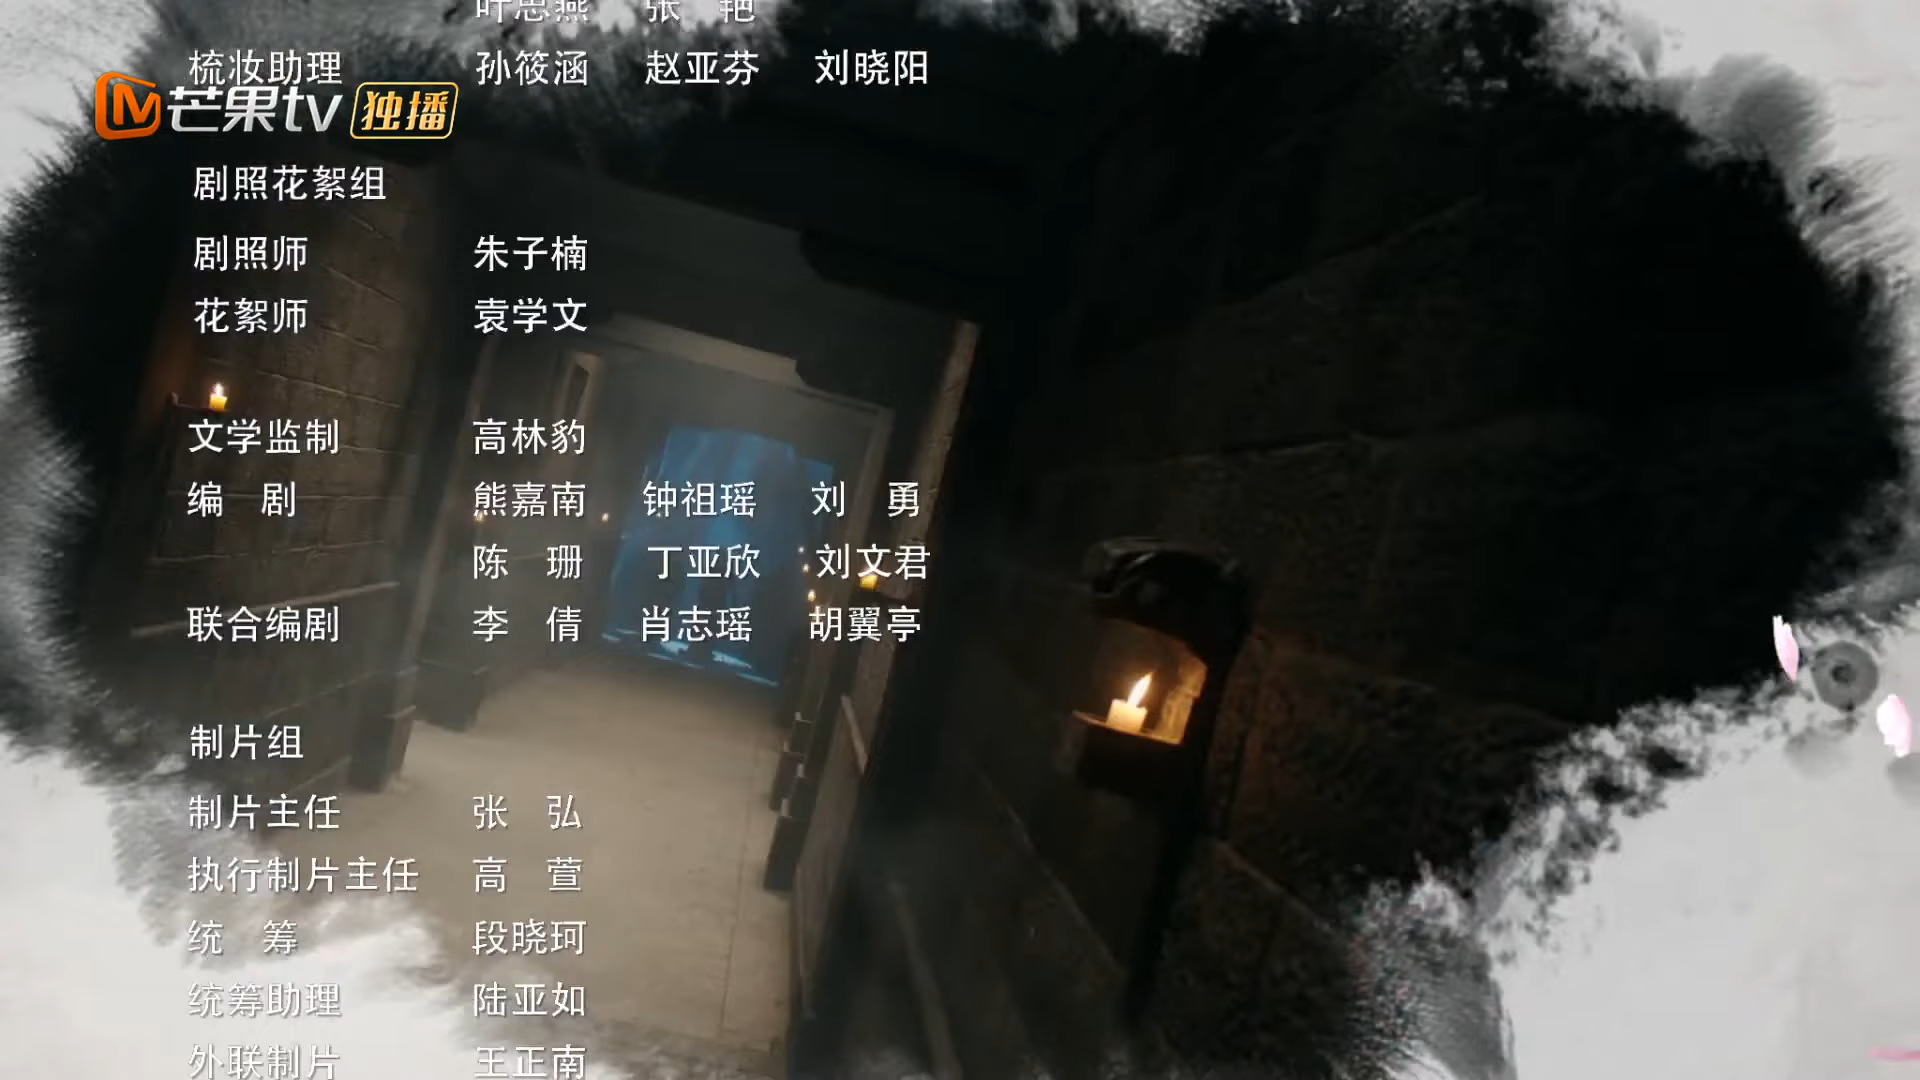 叶思燕 张 艳
梳妆助理 孙筱涵 赵亚芬 刘晓阳
芒果tv 独播
剧照花絮组
剧照师 朱子楠
花絮师 袁学文
文学监制 高林豹
编 剧 熊嘉南 钟祖瑶 刘 勇
陈 珊 丁亚欣 刘文君
联合编剧 李 倩 肖志瑶 胡翼亭
制片组
制片主任 张 弘
执行制片主任 高 萱
统 筹 段晓珂
统筹助理 陆亚如
外联制片 王正南